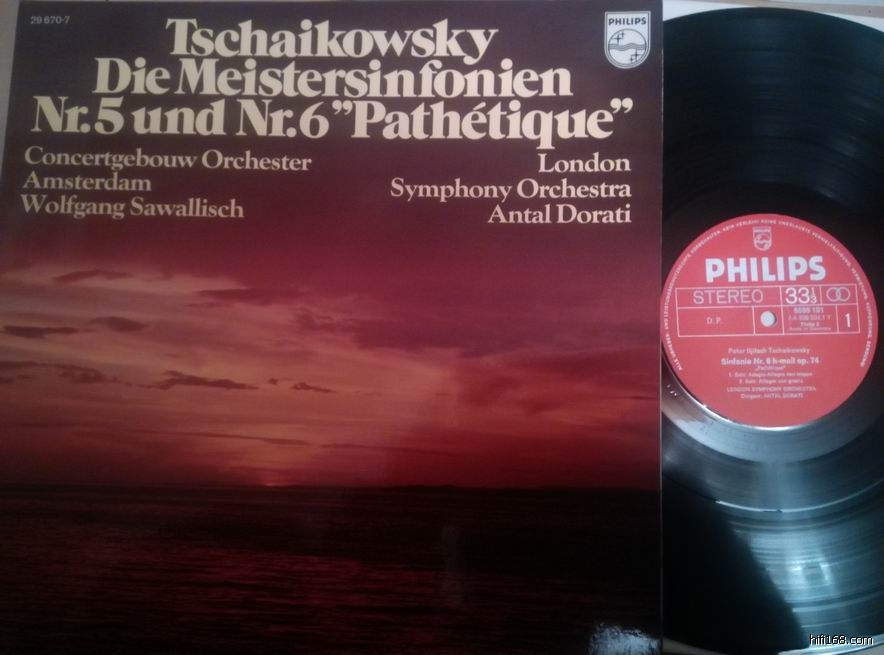 29 670-7
PHILIPS
Tschaikowsky
Die Meistersinfonien
Nr.5 und Nr.6 ”Pathétique”
Concertgebouw Orchester
Amsterdam
Wolfgang Sawallisch
London
Symphony Orchestra
Antal Dorati
PHILIPS
STEREO
33 1/3
D.P.
1
Peter Iljitsch Tschaikowsky
Sinfonie Nr. 6 h-moll op. 74
LONDON SYMPHONY ORCHESTRA
Dirigent: ANTAL DORATI
hifi168.com